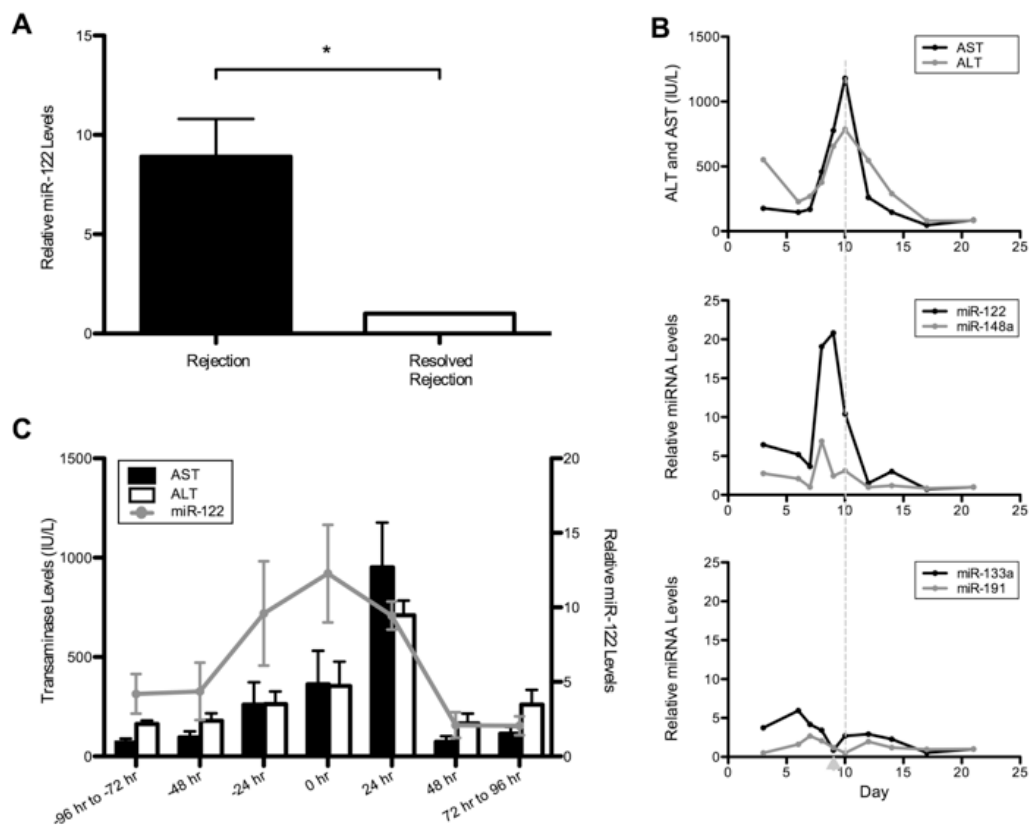 A
*
15
10
5
0
Relative miR-122 Levels
Rejection
Resolved
Rejection
B
AST
ALT
1500
1000
500
0
ALT and AST (IU/L)
0 5 10 15 20 25
miR-122
miR-148a
25
20
15
10
5
0
Relative miRNA Levels
0 5 10 15 20 25
miR-133a
miR-191
25
20
15
10
5
0
Relative miRNA Levels
0 5 10 15 20 25
Day
C
AST
ALT
miR-122
1500
1000
500
0
Transaminase Levels (IU/L)
20
15
10
5
0
Relative miR-122 Levels
-96 hr to -72 hr
-48 hr
-24 hr
0 hr
24 hr
48 hr
72 hr to 96 hr